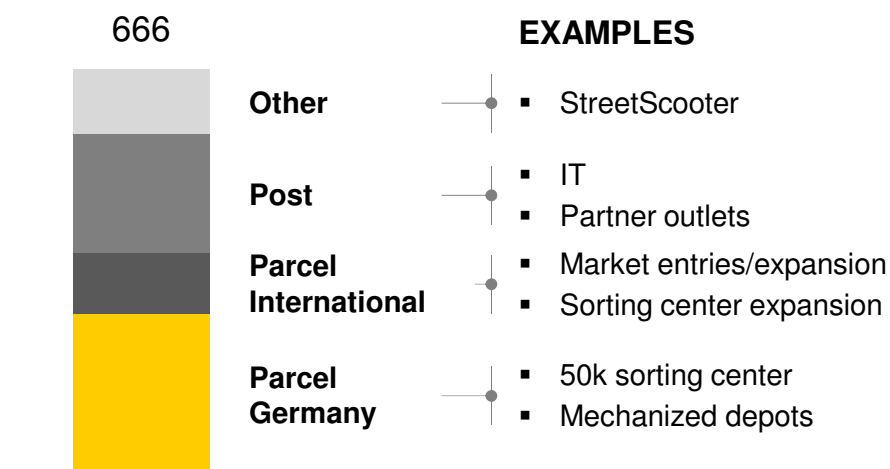 666
EXAMPLES
Other
▪ StreetScooter
Post
▪ IT
▪ Partner outlets
Parcel
International
▪ Market entries/expansion
▪ Sorting center expansion
Parcel
Germany
▪ 50k sorting center
▪ Mechanized depots